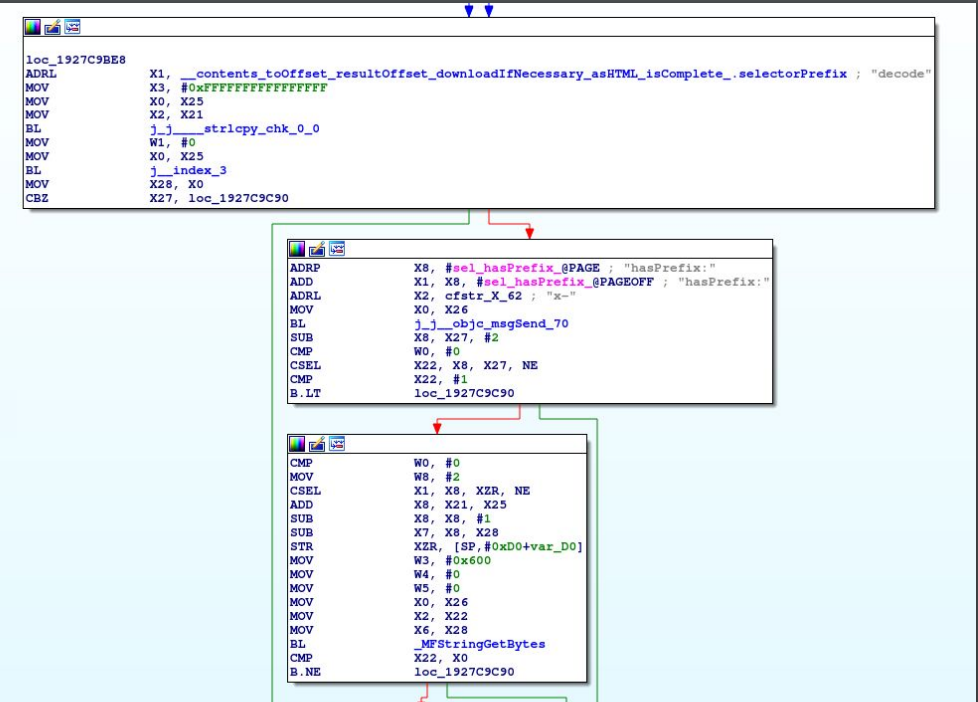 loc_1927C9BE8
ADRL X1, __contents_toOffset_resultOffset_downloadIfNecessary_asHTML_isComplete_.selectorPrefix ; "decode"
MOV X3, #0xFFFFFFFFFFFFFFFF
MOV X0, X25
MOV X2, X21
BL j_j____strlcpy_chk_0_0
MOV W1, #0
MOV X0, X25
BL j__index_3
MOV X28, X0
CBZ X27, loc_1927C9C90
ADRP X8, #sel_hasPrefix_@PAGE ; "hasPrefix:"
ADD X1, X8, #sel_hasPrefix_@PAGEOFF ; "hasPrefix:"
ADRL X2, cfstr_X_62 ; "x-"
MOV X0, X26
BL j_j__objc_msgSend_70
SUB X8, X27, #2
CMP W0, #0
CSEL X22, X8, X27, NE
CMP X22, #1
B.LT loc_1927C9C90
CMP W0, #0
MOV W8, #2
CSEL X1, X8, XZR, NE
ADD X8, X21, X25
SUB X8, X8, #1
SUB X7, X8, X28
STR XZR, [SP,#0xD0+var_D0]
MOV W3, #0x600
MOV W4, #0
MOV W5, #0
MOV X0, X26
MOV X2, X22
MOV X6, X28
BL _MFStringGetBytes
CMP X22, X0
B.NE loc_1927C9C90